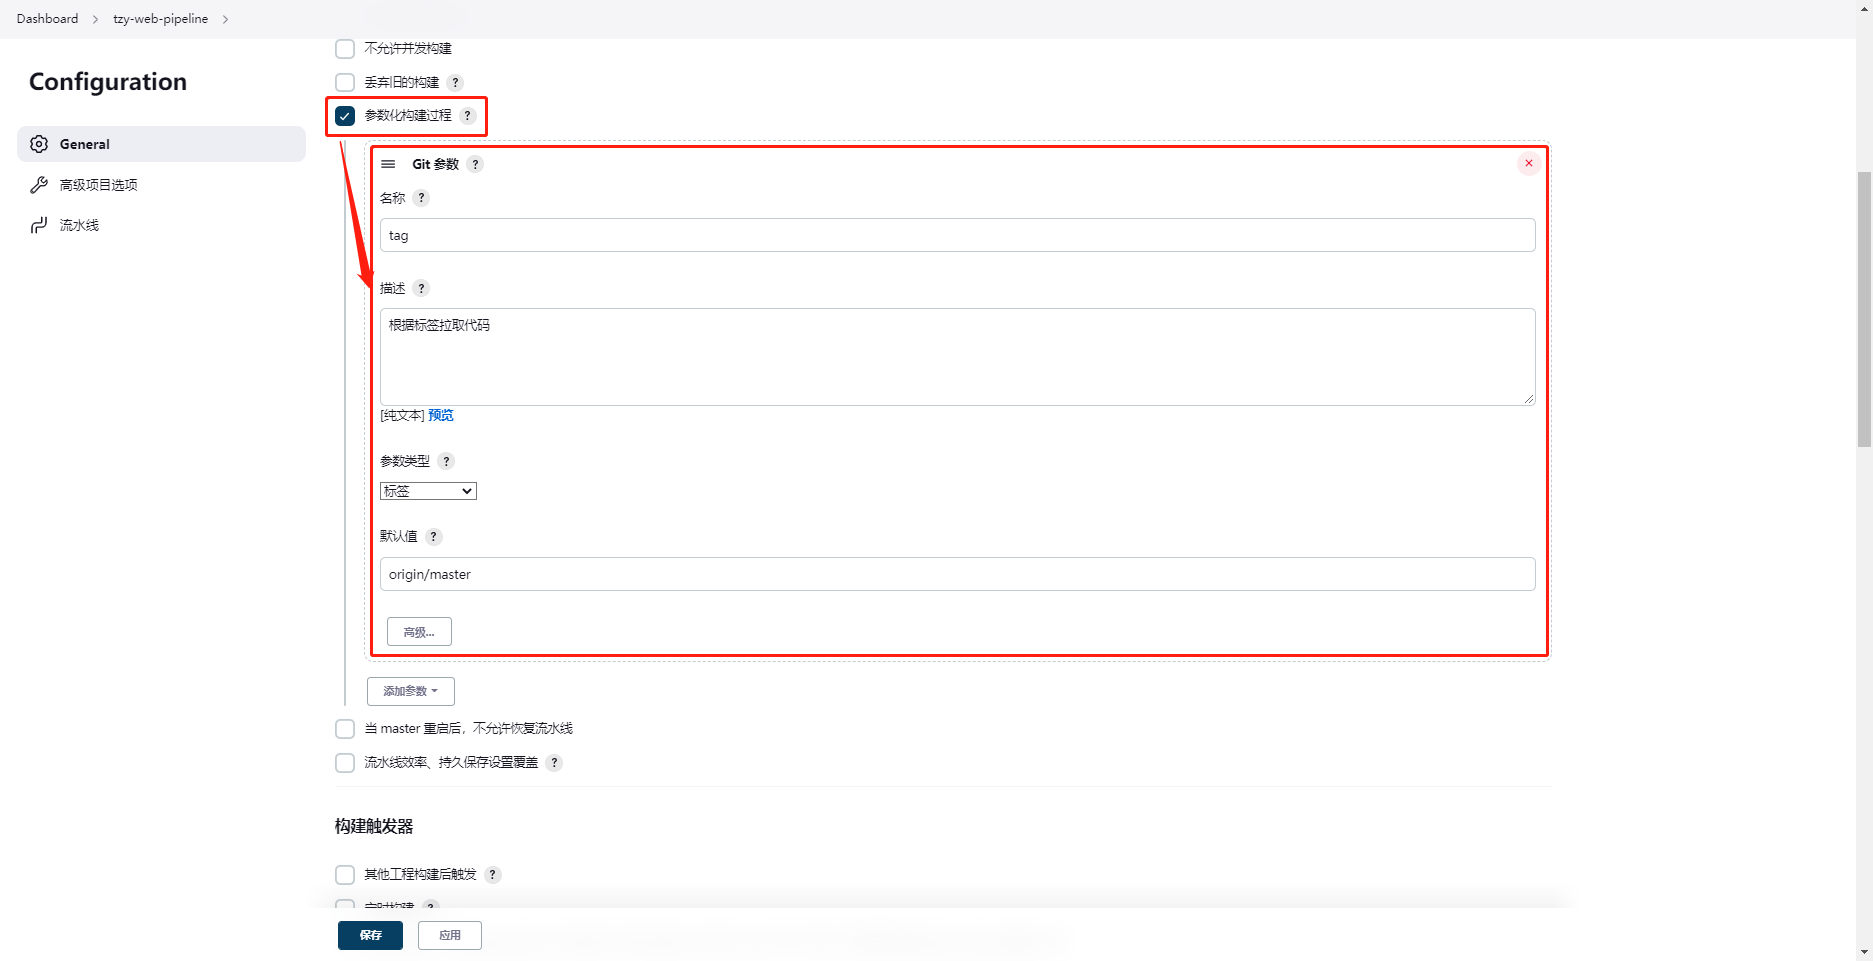 Dashboard > tzy-web-pipeline >
Configuration
General
高级项目选项
流水线
不允许并发构建
丢弃旧的构建 ?
参数化构建过程 ?
Git 参数 ?
名称 ?
tag
描述 ?
根据标签拉取代码
[纯文本] 预览
参数类型 ?
标签
默认值 ?
origin/master
高级...
添加参数
当 master 重启后，不允许恢复流水线
流水线效率、持久保存设置覆盖 ?
构建触发器
其他工程构建后触发 ?
定时构建 ?
保存 应用